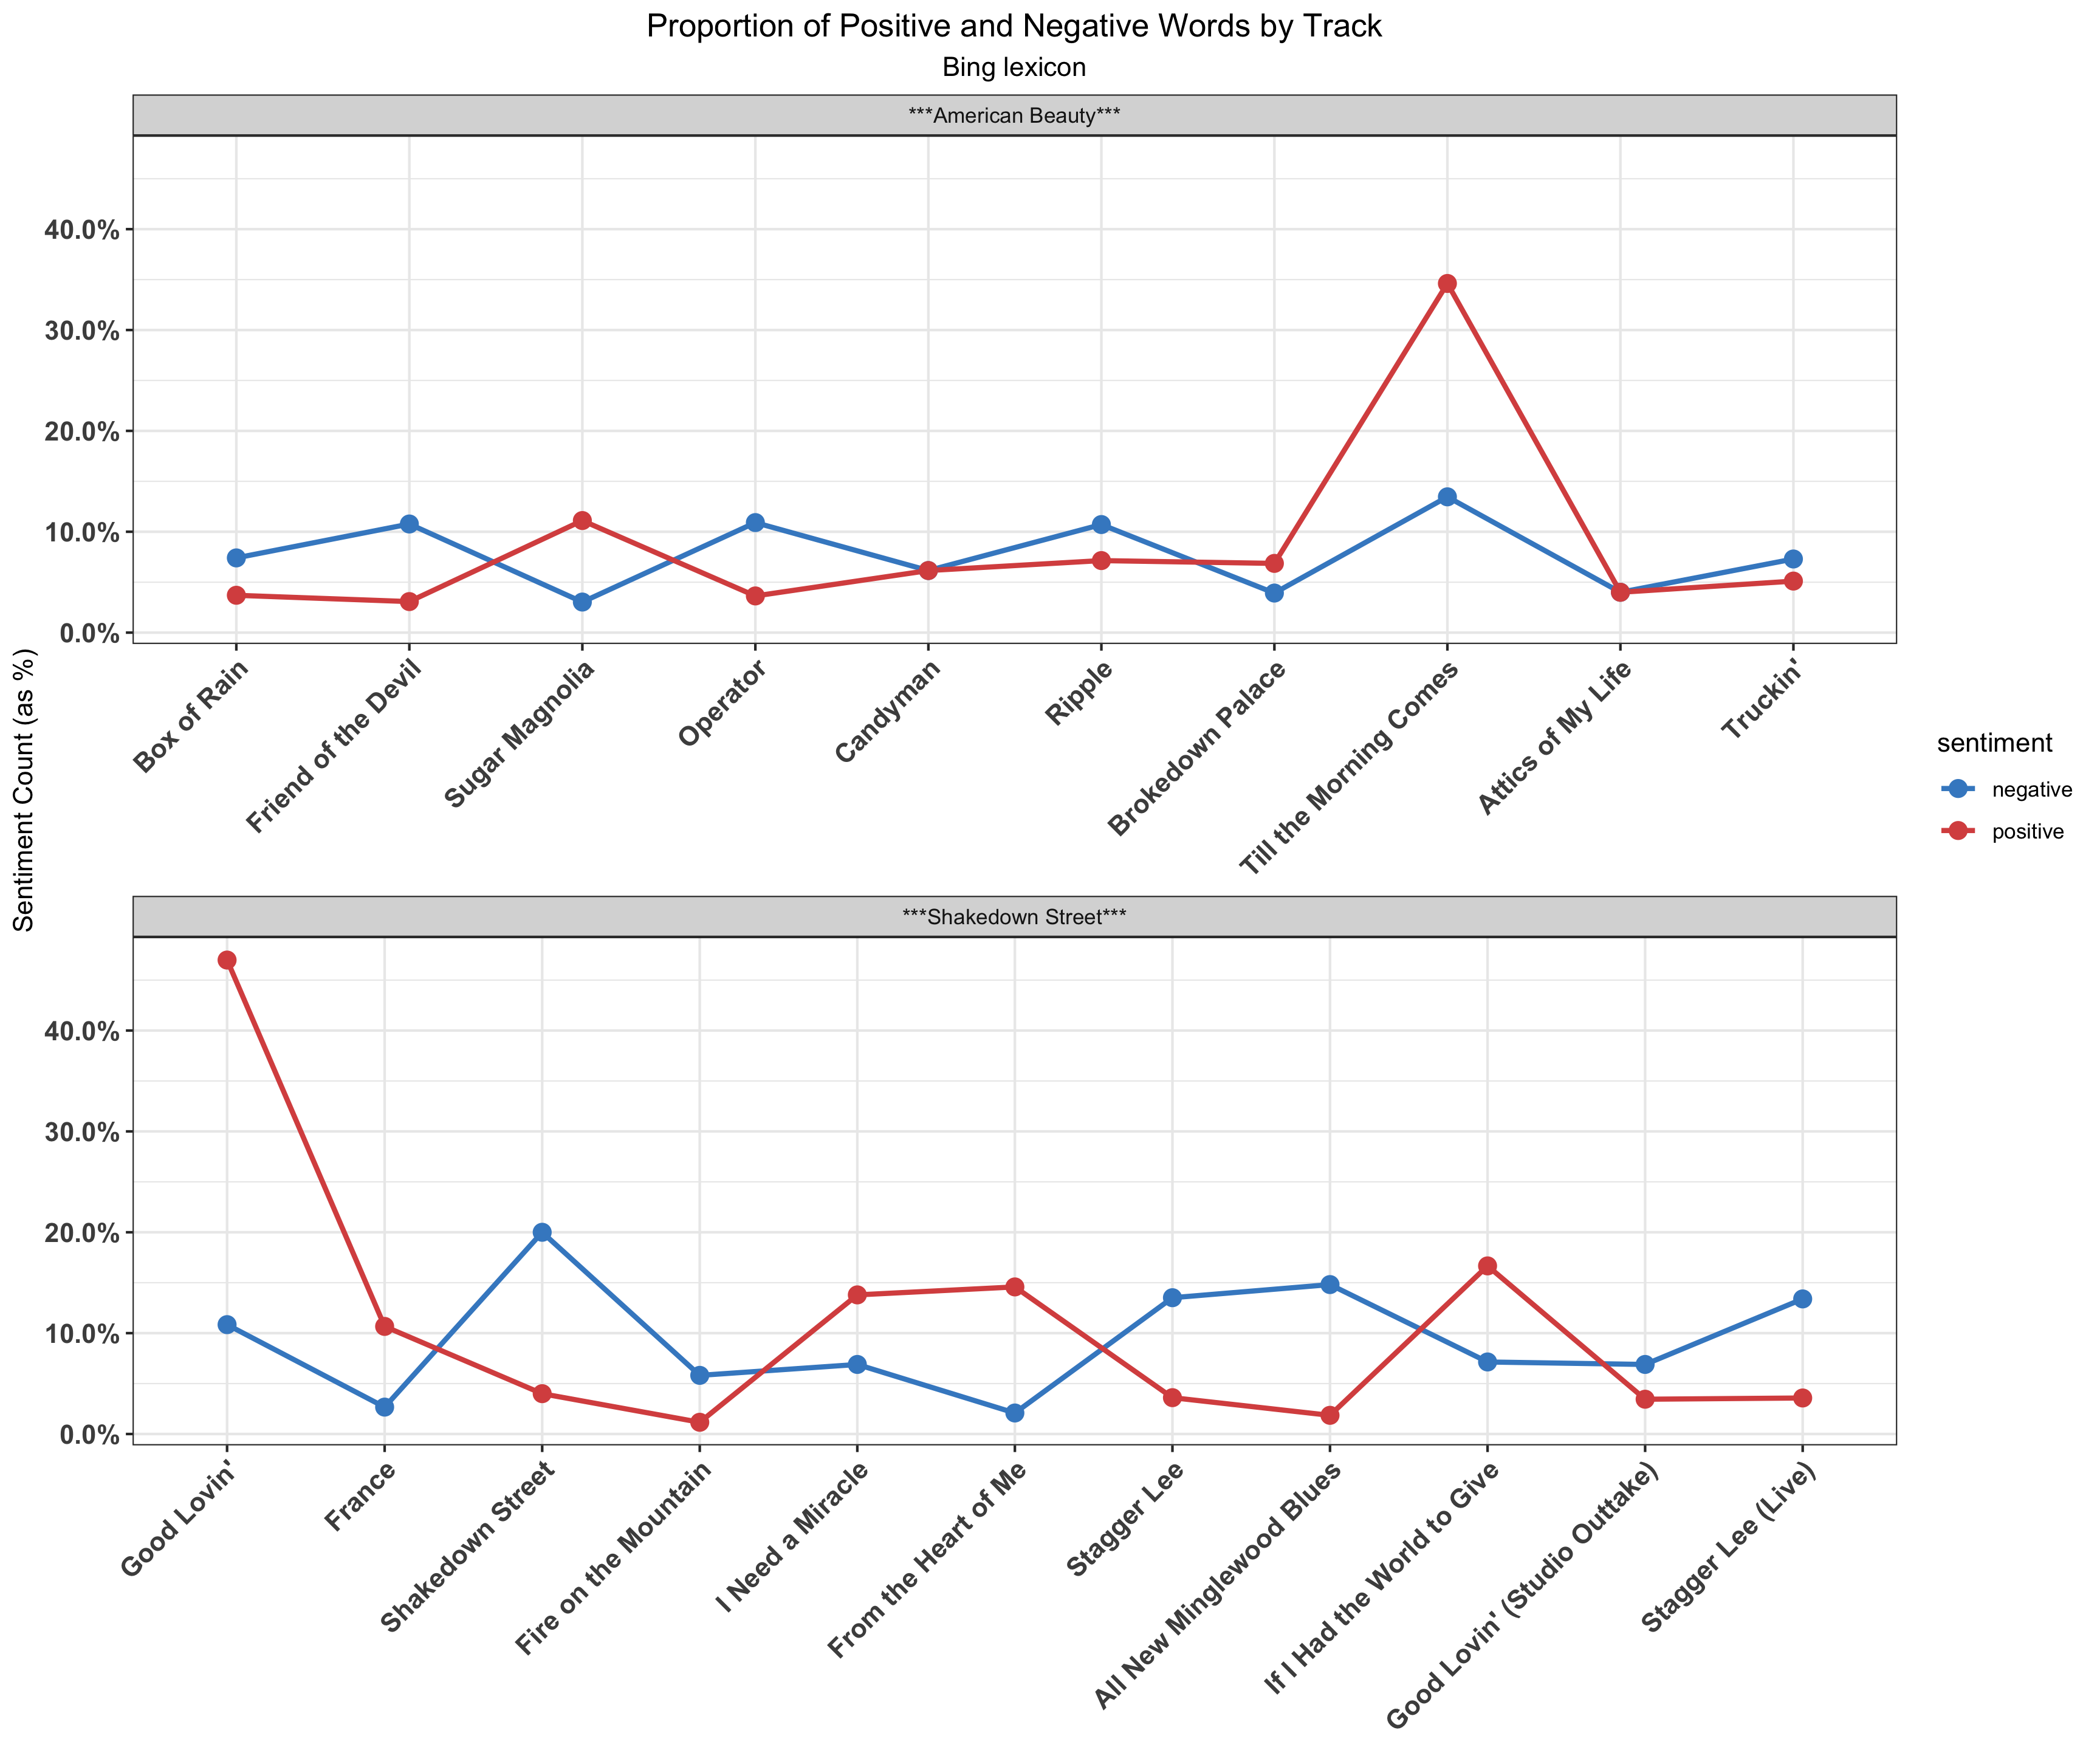 Proportion of Positive and Negative Words by Track
Bing lexicon
***American Beauty***
40.0%
30.0%
20.0%
10.0%
0.0%
Box of Rain
Friend of the Devil
Sugar Magnolia
Operator
Candyman
Ripple
Brokedown Palace
Till the Morning Comes
Attics of My Life
Truckin'
Sentiment Count (as %)
sentiment
negative
positive
***Shakedown Street***
40.0%
30.0%
20.0%
10.0%
0.0%
Good Lovin'
France
Shakedown Street
Fire on the Mountain
I Need a Miracle
From the Heart of Me
Stagger Lee
All New Minglewood Blues
If I Had the World to Give
Good Lovin' (Studio Outtake)
Stagger Lee (Live)